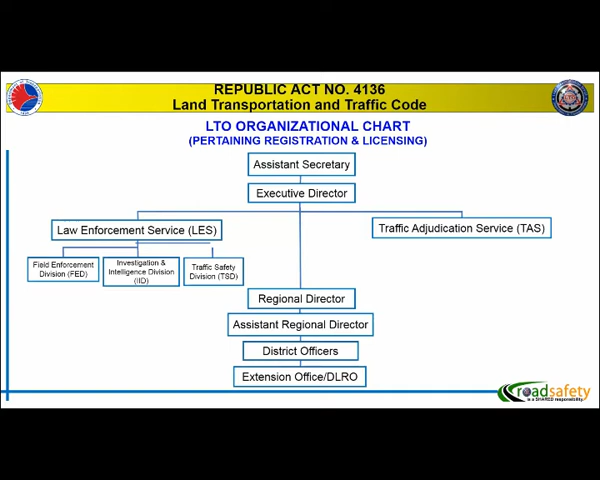 REPUBLIC ACT NO. 4136
Land Transportation and Traffic Code
LTO ORGANIZATIONAL CHART
(PERTAINING REGISTRATION & LICENSING)
Assistant Secretary
Executive Director
Law Enforcement Service (LES)
Traffic Adjudication Service (TAS)
Field Enforcement
Division (FED)
Investigation &
Intelligence Division
(IID)
Traffic Safety
Division (TSD)
Regional Director
Assistant Regional Director
District Officers
Extension Office/DLRO
roadsafety
is a SHARED responsibility.